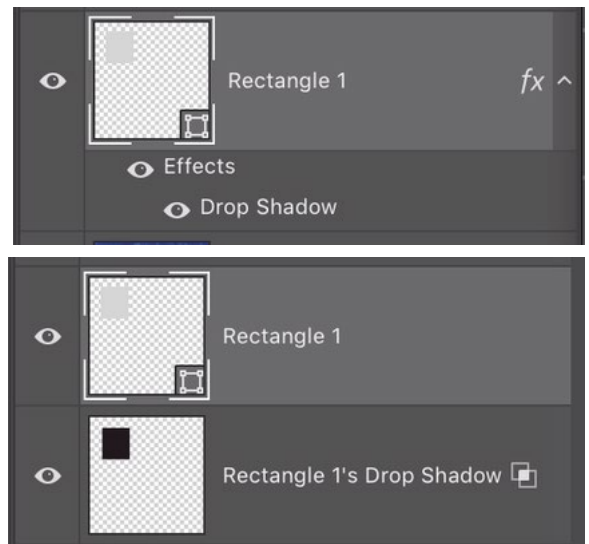 Rectangle 1 fx
Effects
Drop Shadow
Rectangle 1
Rectangle 1's Drop Shadow